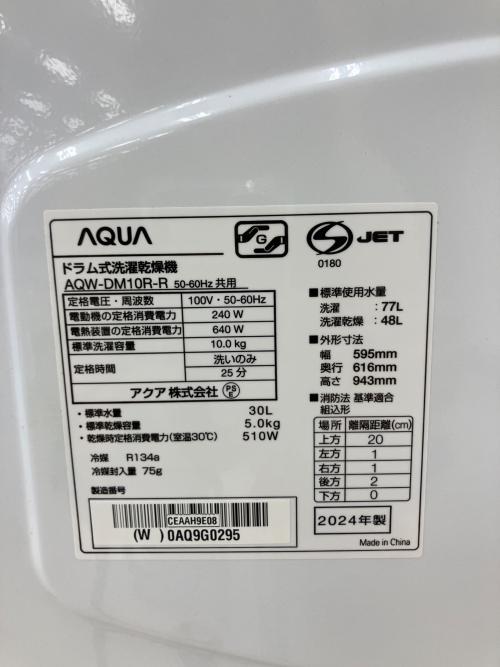 AQUA
G
JET
0180
ドラム式洗濯乾燥機
AQW-DM10R-R 50-60Hz 共用
定格電圧・周波数 100V・50-60Hz
電動機の定格消費電力 240 W
電熱装置の定格消費電力 640 W
標準洗濯容量 10.0 kg
定格時間 洗いのみ
25 分
アクア 株式会社 PS E
・標準水量 30L
・標準乾燥容量 5.0kg
・乾燥時定格消費電力(室温30℃) 510W
冷媒 R134a
冷媒封入量 75g
製造番号
CEAAH9E08
(W) 0AQ9G0295
■標準使用水量
洗濯 :77L
洗濯乾燥 :48L
■外形寸法
幅 595mm
奥行 616mm
高さ 943mm
■消防法 基準適合
組込形
場所 離隔距離(cm)
上方 20
左方 1
右方 1
後方 2
下方 0
2024年製
Made in China